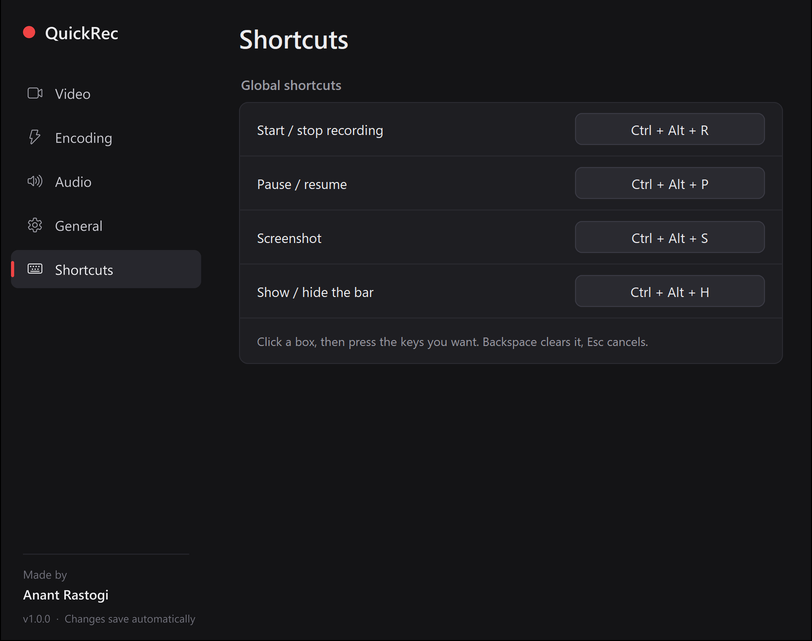 QuickRec
Video
Encoding
Audio
General
Shortcuts
Made by
Anant Rastogi
v1.0.0 · Changes save automatically
Shortcuts
Global shortcuts
Start / stop recording Ctrl + Alt + R
Pause / resume Ctrl + Alt + P
Screenshot Ctrl + Alt + S
Show / hide the bar Ctrl + Alt + H
Click a box, then press the keys you want. Backspace clears it, Esc cancels.